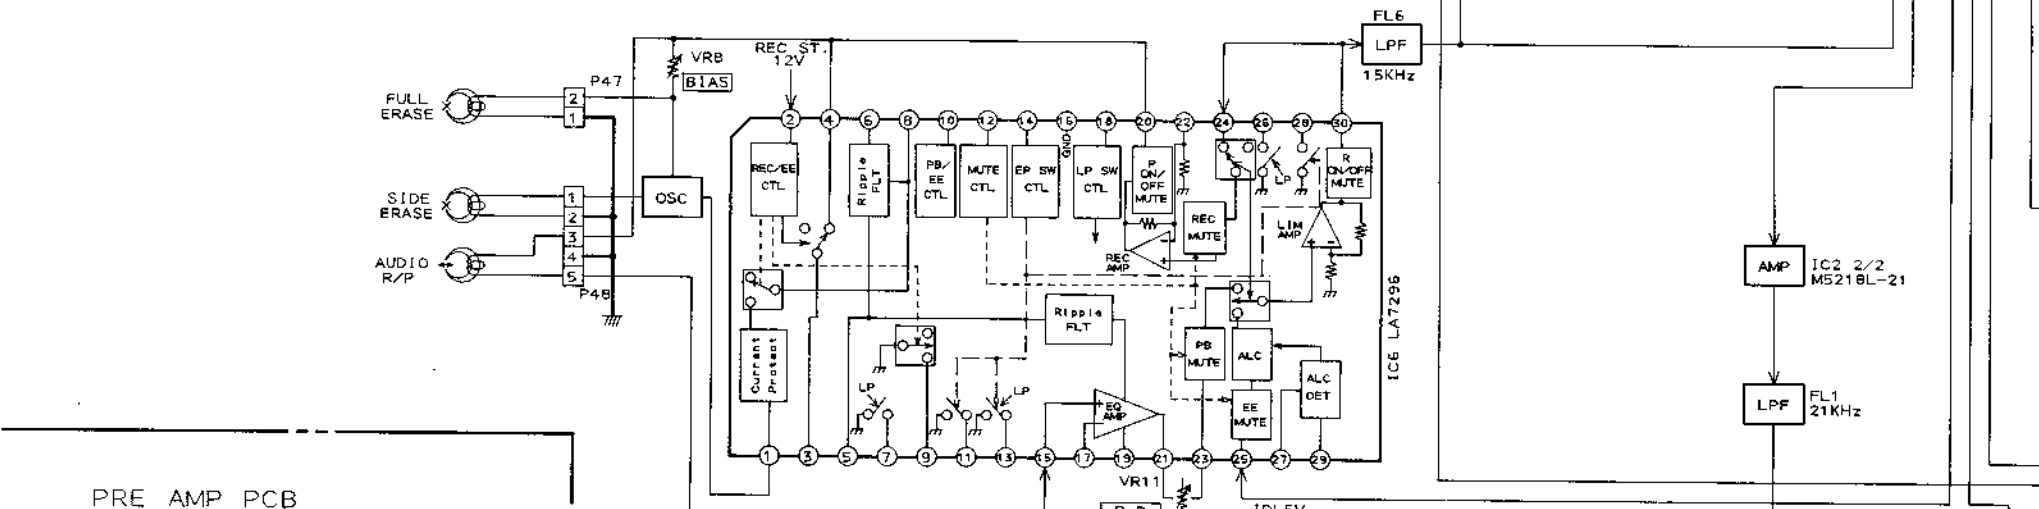 FL6
LPF
15KHz
REC ST.
12V
VR8
BIAS
P47
FULL
ERASE
2
1
SIDE
ERASE
1
2
3
4
5
OSC
AUDIO
R/P
P48
2
4
6
8
10
12
14
16
18
20
22
24
26
28
30
GND
REC/EE
CTL
Ripple
FLT
PB/
EE
CTL
MUTE
CTL
EP SW
CTL
LP SW
CTL
P
ON/
OFF
MUTE
REC
MUTE
LP
R
ON/OFF
MUTE
LIM
AMP
REC
AMP
Ripple
FLT
Current
Protect
LP
LP
EQ
AMP
PB
MUTE
ALC
EE
MUTE
ALC
DET
IC6 LA7296
1
3
5
7
9
11
13
15
17
19
21
23
25
27
29
VR11
AMP
IC2 2/2
M5218L-21
LPF
FL1
21KHz
PRE AMP PCB